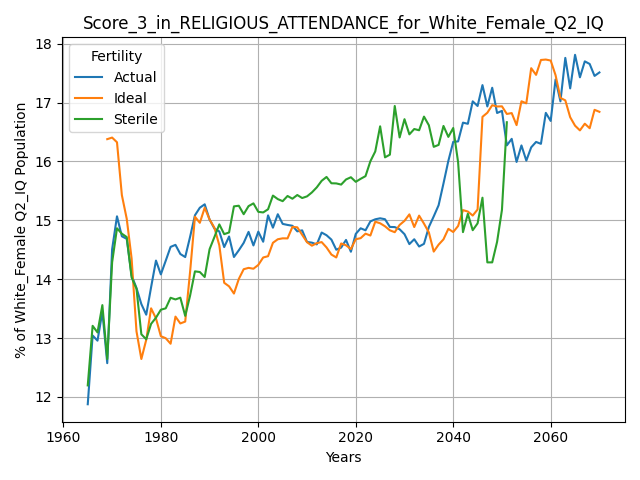 Score_3_in_RELIGIOUS_ATTENDANCE_for_White_Female_Q2_IQ
Fertility
Actual
Ideal
Sterile
% of White_Female Q2_IQ Population
18
17
16
15
14
13
12
1960 1980 2000 2020 2040 2060
Years